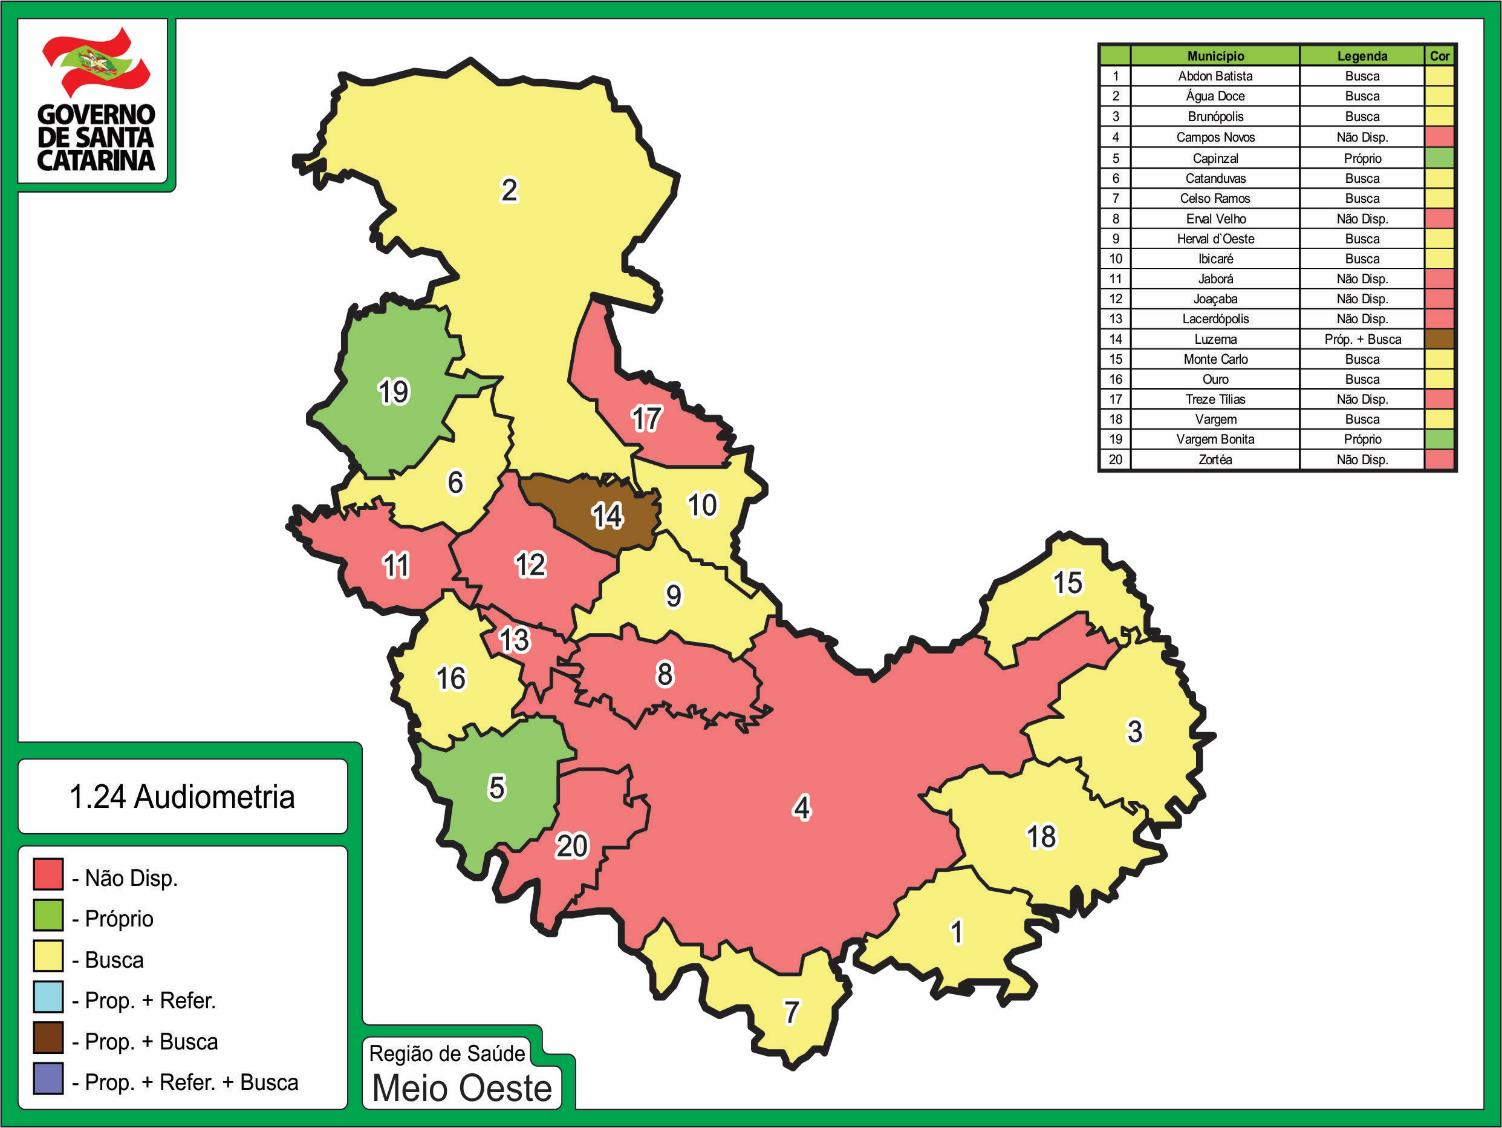 GOVERNO
DE SANTA
CATARINA
Município Legenda Cor
1 Abdon Batista Busca
2 Água Doce Busca
3 Brunópolis Busca
4 Campos Novos Não Disp.
5 Capinzal Próprio
6 Catanduvas Busca
7 Celso Ramos Busca
8 Erval Velho Não Disp.
9 Herval d`Oeste Busca
10 Ibicaré Busca
11 Jaborá Não Disp.
12 Joaçaba Não Disp.
13 Lacerdópolis Não Disp.
14 Luzerna Próp. + Busca
15 Monte Carlo Busca
16 Ouro Busca
17 Treze Tílias Não Disp.
18 Vargem Busca
19 Vargem Bonita Próprio
20 Zortéa Não Disp.
2
19
17
6
14
10
11
12
9
15
13
16
8
3
5
4
20
18
1
7
1.24 Audiometria
- Não Disp.
- Próprio
- Busca
- Prop. + Refer.
- Prop. + Busca
- Prop. + Refer. + Busca
Região de Saúde
Meio Oeste